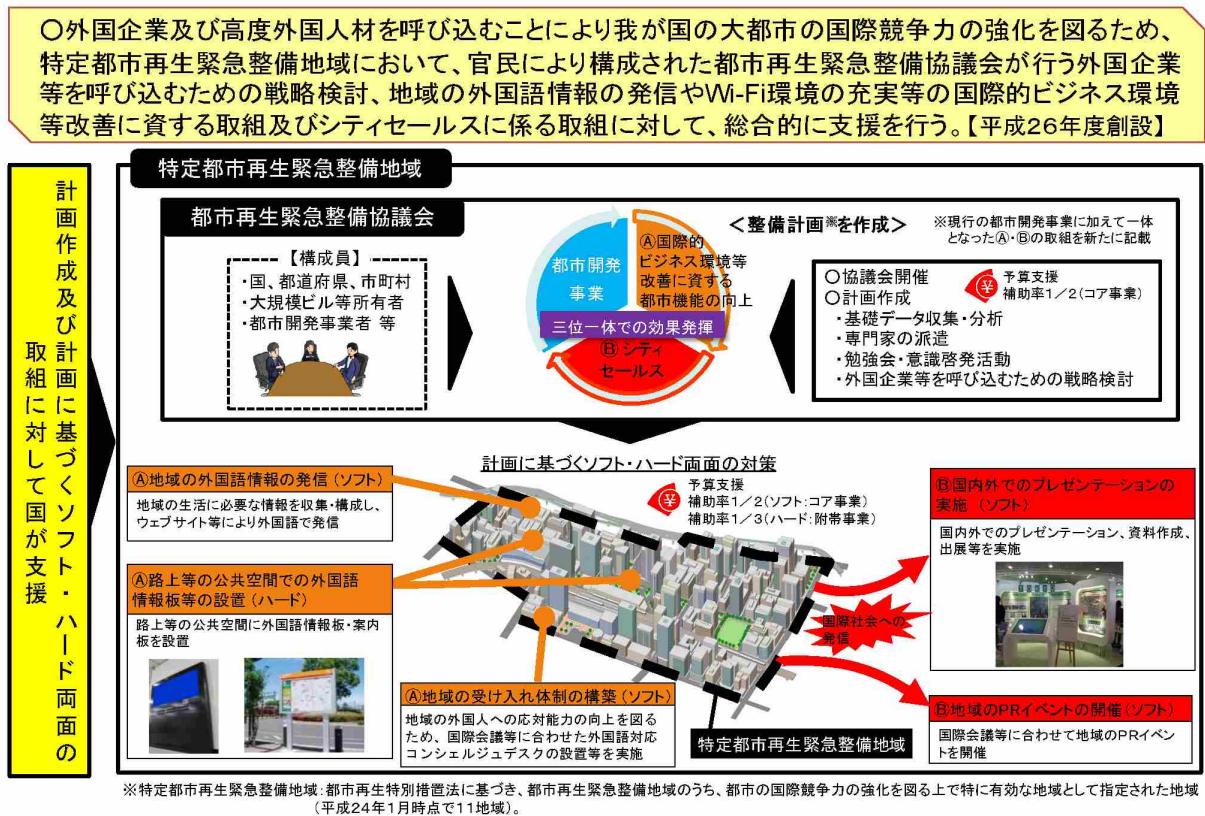 〇外国企業及び高度外国人材を呼び込むことにより我が国の大都市の国際競争力の強化を図るため、
特定都市再生緊急整備地域において、官民により構成された都市再生緊急整備協議会が行う外国企業
等を呼び込むための戦略検討、地域の外国語情報の発信やWi-Fi環境の充実等の国際的ビジネス環境
等改善に資する取組及びシティセールスに係る取組に対して、総合的に支援を行う。【平成26年度創設】
計画作成及び計画に基づくソフト・ハード両面の
取組に対して国が支援
特定都市再生緊急整備地域
都市再生緊急整備協議会
【構成員】
・国、都道府県、市町村
・大規模ビル等所有者
・都市開発事業者 等
都市開発
事業
Ⓐ国際的
ビジネス環境等
改善に資する
都市機能の向上
三位一体での効果発揮
Ⓑシティ
セールス
<整備計画※を作成>
※現行の都市開発事業に加えて一体
となったⒶ・Ⓑの取組を新たに記載
〇協議会開催
〇計画作成
・基礎データ収集・分析
・専門家の派遣
・勉強会・意識啓発活動
・外国企業等を呼び込むための戦略検討
¥
予算支援
補助率1/2(コア事業)
計画に基づくソフト・ハード両面の対策
¥
予算支援
補助率1/2(ソフト:コア事業)
補助率1/3(ハード:附帯事業)
Ⓐ地域の外国語情報の発信(ソフト)
地域の生活に必要な情報を収集・構成し、
ウェブサイト等により外国語で発信
Ⓐ路上等の公共空間での外国語
情報板等の設置(ハード)
路上等の公共空間に外国語情報板・案内
板を設置
Ⓐ地域の受け入れ体制の構築(ソフト)
地域の外国人への応対能力の向上を図る
ため、国際会議等に合わせた外国語対応
コンシェルジュデスクの設置等を実施
特定都市再生緊急整備地域
国際社会への
発信
Ⓑ国内外でのプレゼンテーションの
実施 (ソフト)
国内外でのプレゼンテーション、資料作成、
出展等を実施
Ⓑ地域のPRイベントの開催(ソフト)
国際会議等に合わせて地域のPRイベン
トを開催
※特定都市再生緊急整備地域:都市再生特別措置法に基づき、都市再生緊急整備地域のうち、都市の国際競争力の強化を図る上で特に有効な地域として指定された地域
(平成24年1月時点で11地域)。